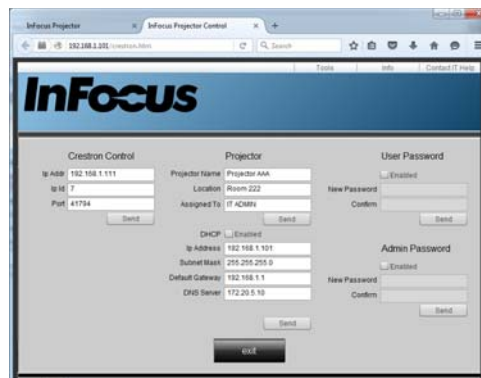 InFocus Projector
InFocus Projector Control
192.168.1.101/crestron.html
Search
Tools
Info
Contact IT Help
InFocus
Crestron Control
Ip Addr 192.168.1.111
Ip Id 7
Port 41794
Send
Projector
Projector Name Projector AAA
Location Room 222
Assigned To IT ADMIN
Send
DHCP Enabled
Ip Address 192.168.1.101
Subnet Mask 255.255.255.0
Default Gateway 192.168.1.1
DNS Server 172.20.5.10
Send
exit
User Password
Enabled
New Password
Confirm
Send
Admin Password
Enabled
New Password
Confirm
Send